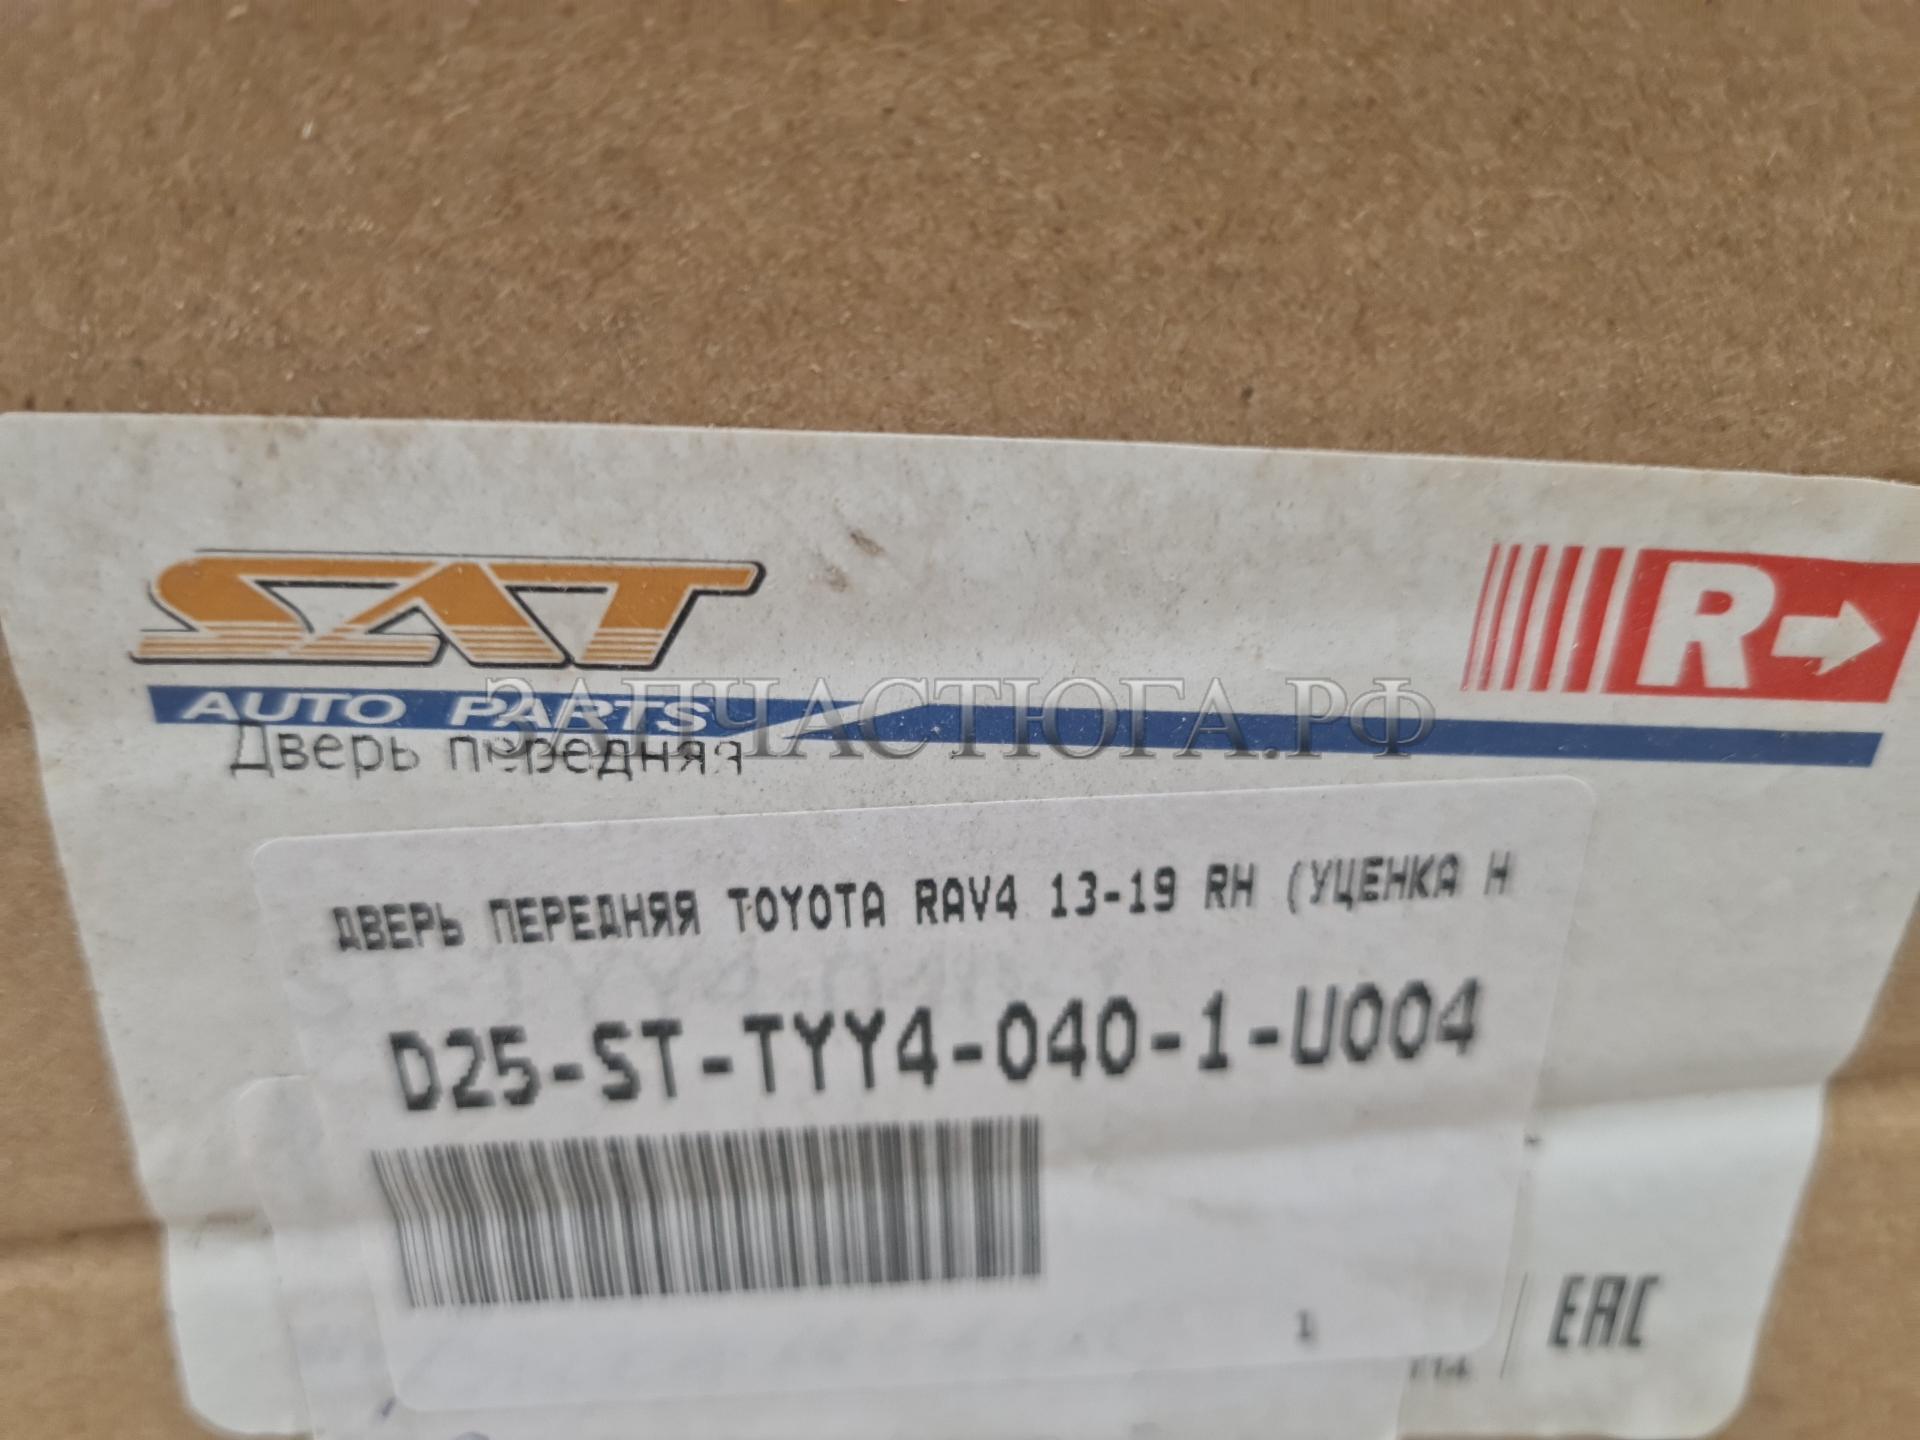 SAT
R
AUTO PARTS
ЗАПЧАСТЮГА.РФ
Дверь передняя
ДВЕРЬ ПЕРЕДНЯЯ TOYOTA RAV4 13-19 RH (УЦЕНКА Н
D25-ST-TYY4-040-1-U004
1
EAC